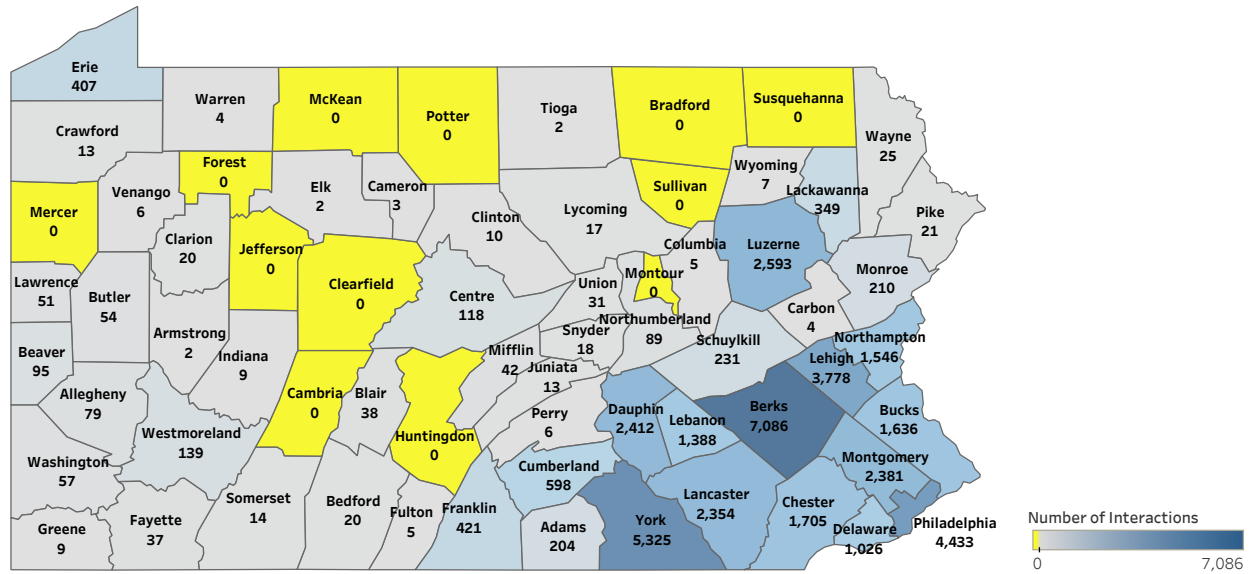 Erie
407
Warren
4
McKean
0
Potter
0
Tioga
2
Bradford
0
Susquehanna
0
Wayne
25
Crawford
13
Forest
0
Elk
2
Cameron
3
Sullivan
0
Wyoming
7
Lackawanna
349
Pike
21
Mercer
0
Venango
6
Clarion
20
Jefferson
0
Clearfield
0
Clinton
10
Lycoming
17
Columbia
5
Luzerne
2,593
Monroe
210
Lawrence
51
Butler
54
Armstrong
2
Indiana
9
Centre
118
Union
31
Montour
0
Northumberland
89
Snyder
18
Carbon
4
Schuylkill
231
Northampton
1,546
Lehigh
3,778
Beaver
95
Allegheny
79
Westmoreland
139
Cambria
0
Blair
38
Huntingdon
0
Mifflin
42
Juniata
13
Perry
6
Dauphin
2,412
Lebanon
1,388
Berks
7,086
Bucks
1,636
Montgomery
2,381
Washington
57
Greene
9
Fayette
37
Somerset
14
Bedford
20
Fulton
5
Franklin
421
Cumberland
598
Adams
204
York
5,325
Lancaster
2,354
Chester
1,705
Delaware
1,026
Philadelphia
4,433
Number of Interactions
0 7,086